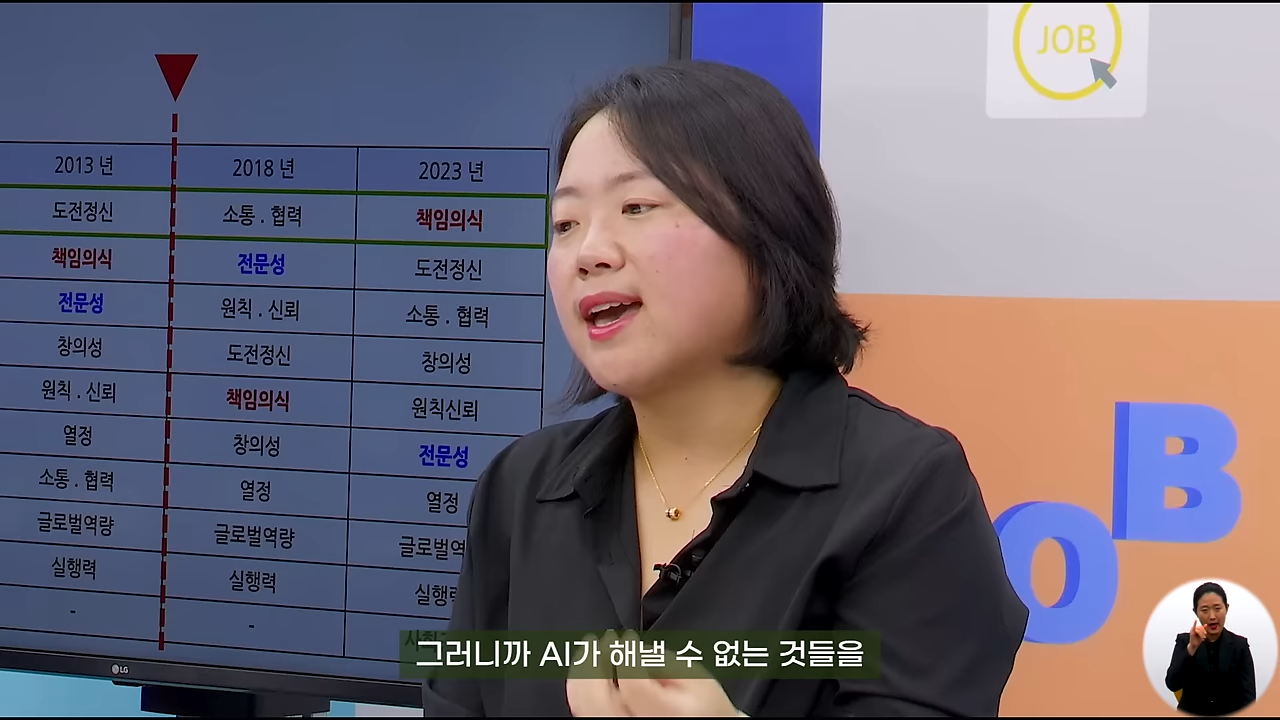 JOB
2013 년 2018 년 2023 년
도전정신 소통 . 협력 책임의식
책임의식 전문성 도전정신
전문성 원칙 . 신뢰 소통 . 협력
창의성 도전정신 창의성
원칙 . 신뢰 책임의식 원칙신뢰
열정 창의성 전문성
소통 . 협력 열정 열정
글로벌역량 글로벌역량 글로벌역
실행력 실행력 실행
- -
LG
OB
그러니까 AI가 해낼 수 없는 것들을